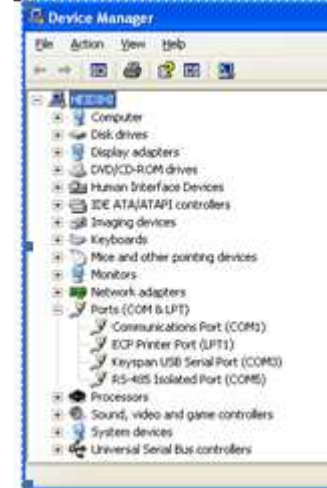 Device Manager
File Action View Help
Computer
Disk drives
Display adapters
DVD/CD-ROM drives
Human Interface Devices
IDE ATA/ATAPI controllers
Imaging devices
Keyboards
Mice and other pointing devices
Monitors
Network adapters
Ports (COM & LPT)
Communications Port (COM1)
ECP Printer Port (LPT1)
Keyspan USB Serial Port (COM3)
RS-485 Isolated Port (COM5)
Processors
Sound, video and game controllers
System devices
Universal Serial Bus controllers